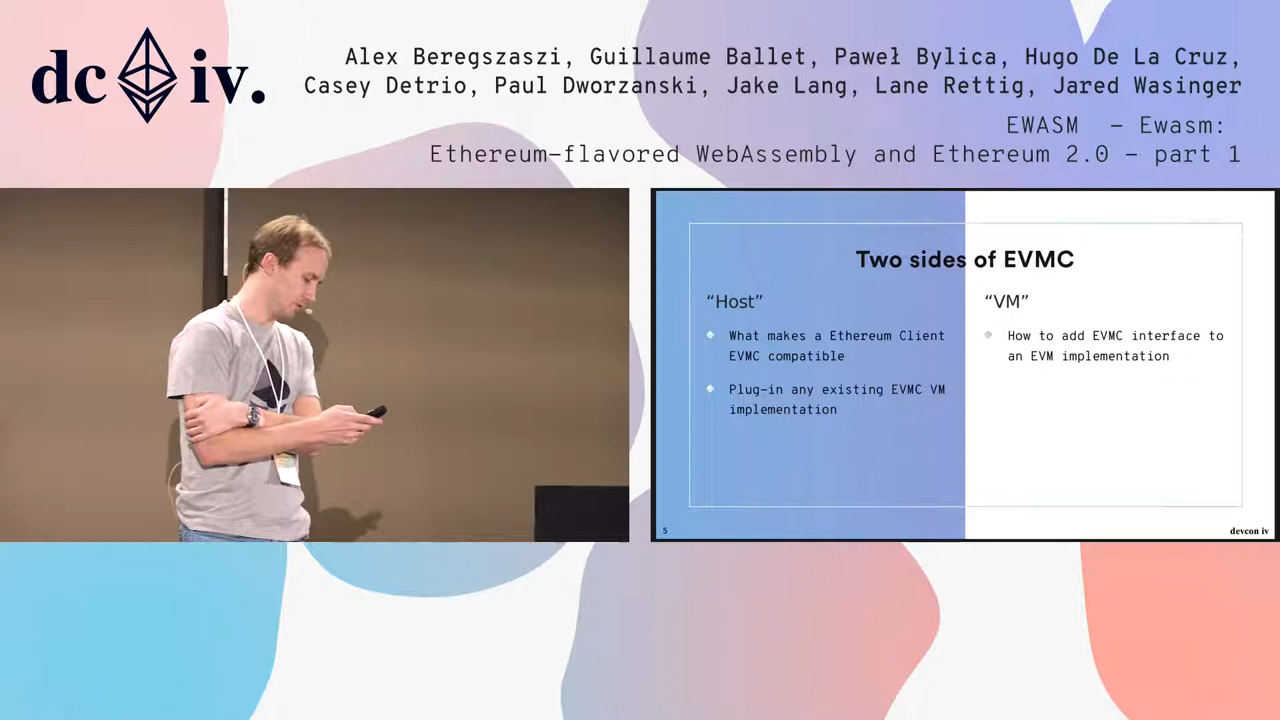 dc iv.
Alex Beregszaszi, Guillaume Ballet, Paweł Bylica, Hugo De La Cruz,
Casey Detrio, Paul Dworzanski, Jake Lang, Lane Rettig, Jared Wasinger
EWASM – Ewasm:
Ethereum-flavored WebAssembly and Ethereum 2.0 – part 1
Two sides of EVMC
“Host”
What makes a Ethereum Client
EVMC compatible
Plug-in any existing EVMC VM
implementation
“VM”
How to add EVMC interface to
an EVM implementation
5
devcon iv